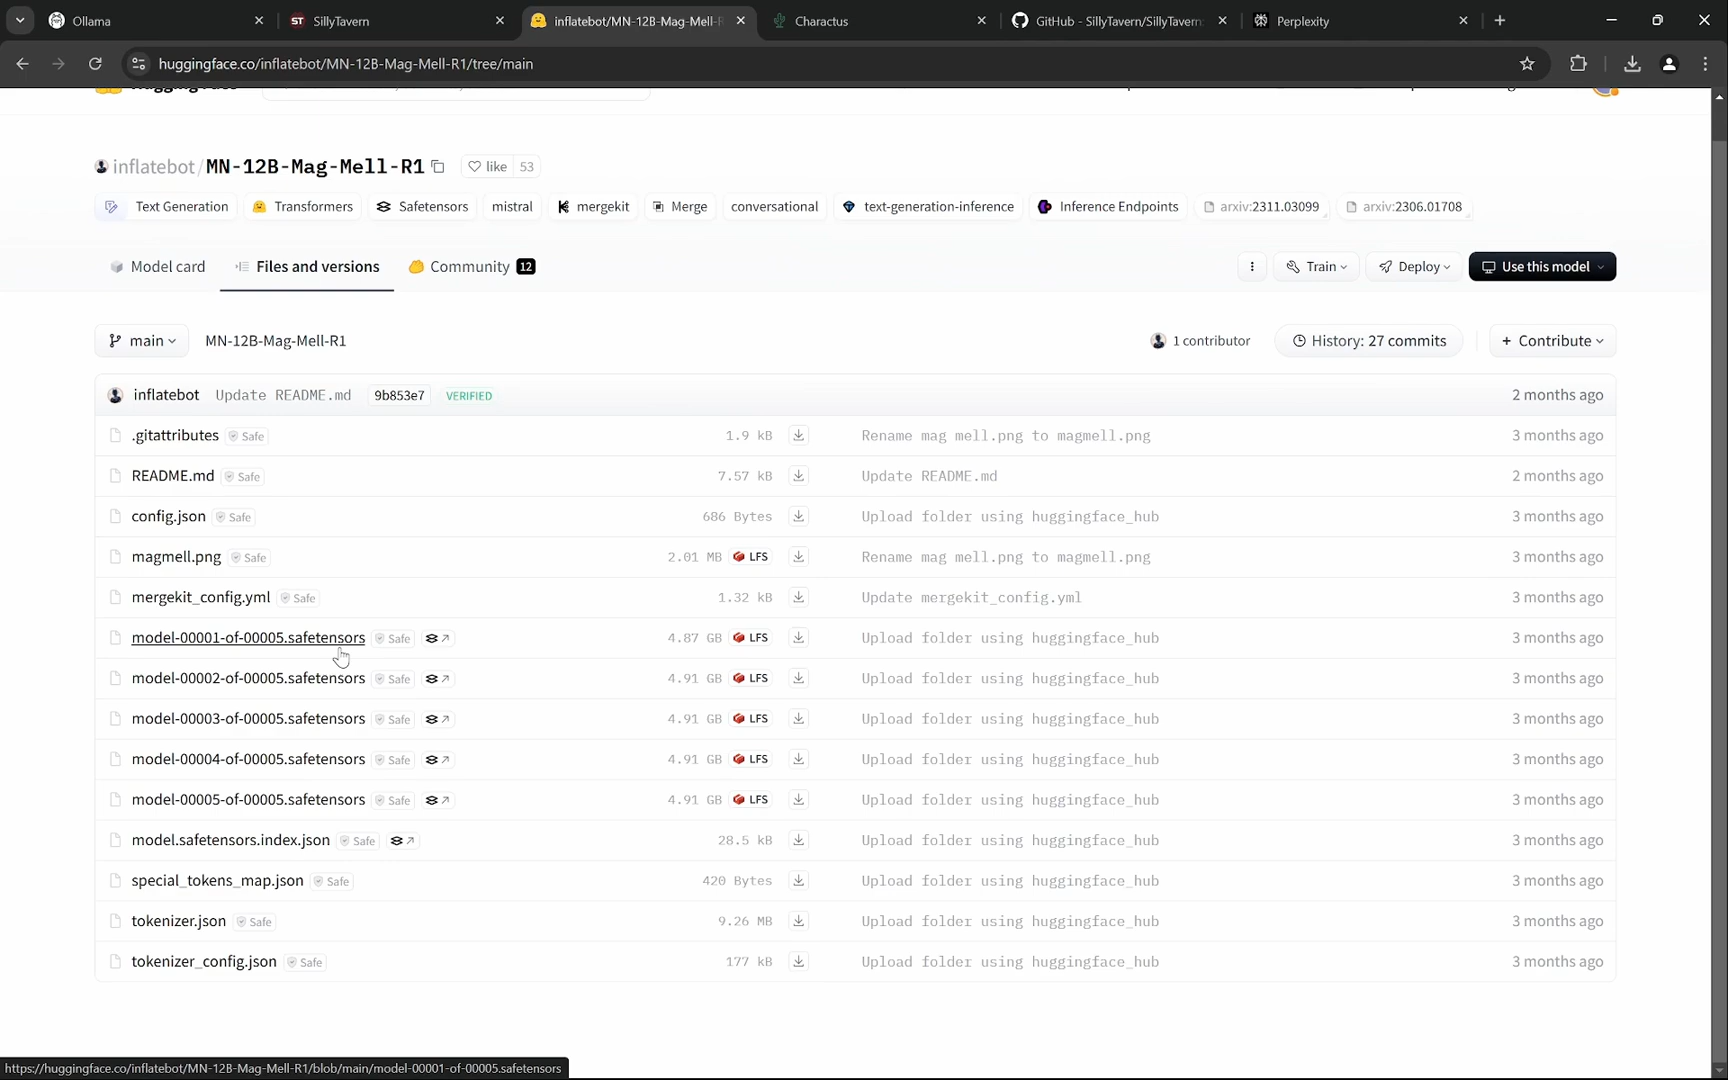 Ollama
SillyTavern
inflatebot/MN-12B-Mag-Mell-R
Charactus
GitHub - SillyTavern/SillyTavern:
Perplexity
huggingface.co/inflatebot/MN-12B-Mag-Mell-R1/tree/main
inflatebot/MN-12B-Mag-Mell-R1 like 53
Text Generation Transformers Safetensors mistral mergekit Merge conversational text-generation-inference Inference Endpoints arxiv:2311.03099 arxiv:2306.01708
Model card Files and versions Community 12 Train Deploy Use this model
main MN-12B-Mag-Mell-R1 1 contributor History: 27 commits + Contribute
inflatebot Update README.md 9b853e7 VERIFIED 2 months ago
.gitattributes Safe 1.9 kB Rename mag mell.png to magmell.png 3 months ago
README.md Safe 7.57 kB Update README.md 2 months ago
config.json Safe 686 Bytes Upload folder using huggingface_hub 3 months ago
magmell.png Safe 2.01 MB LFS Rename mag mell.png to magmell.png 3 months ago
mergekit_config.yml Safe 1.32 kB Update mergekit_config.yml 3 months ago
model-00001-of-00005.safetensors Safe 4.87 GB LFS Upload folder using huggingface_hub 3 months ago
model-00002-of-00005.safetensors Safe 4.91 GB LFS Upload folder using huggingface_hub 3 months ago
model-00003-of-00005.safetensors Safe 4.91 GB LFS Upload folder using huggingface_hub 3 months ago
model-00004-of-00005.safetensors Safe 4.91 GB LFS Upload folder using huggingface_hub 3 months ago
model-00005-of-00005.safetensors Safe 4.91 GB LFS Upload folder using huggingface_hub 3 months ago
model.safetensors.index.json Safe 28.5 kB Upload folder using huggingface_hub 3 months ago
special_tokens_map.json Safe 420 Bytes Upload folder using huggingface_hub 3 months ago
tokenizer.json Safe 9.26 MB Upload folder using huggingface_hub 3 months ago
tokenizer_config.json Safe 177 kB Upload folder using huggingface_hub 3 months ago
https://huggingface.co/inflatebot/MN-12B-Mag-Mell-R1/blob/main/model-00001-of-00005.safetensors